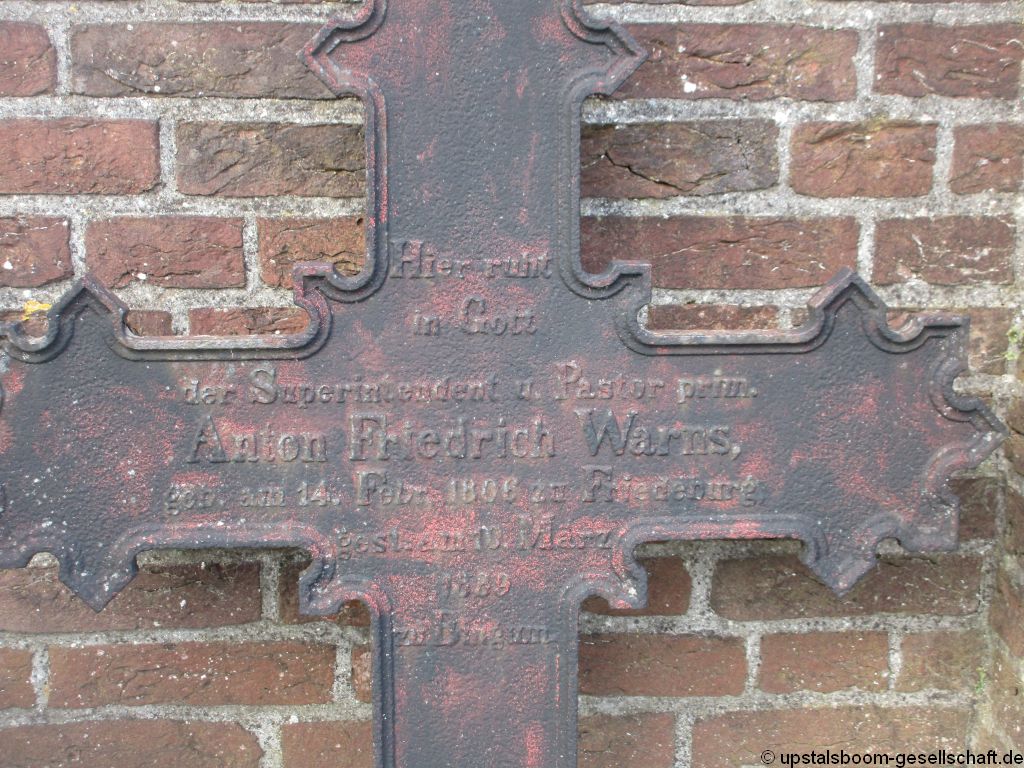 Hier ruht
in Gott
der Superintendent u. Pastor prim.
Anton Friedrich Warns,
geb. am 14. Febr. 1806 zu Friedeburg,
gest. am 10. März
1889
zu Bingum.
© upstalsboom-gesellschaft.de